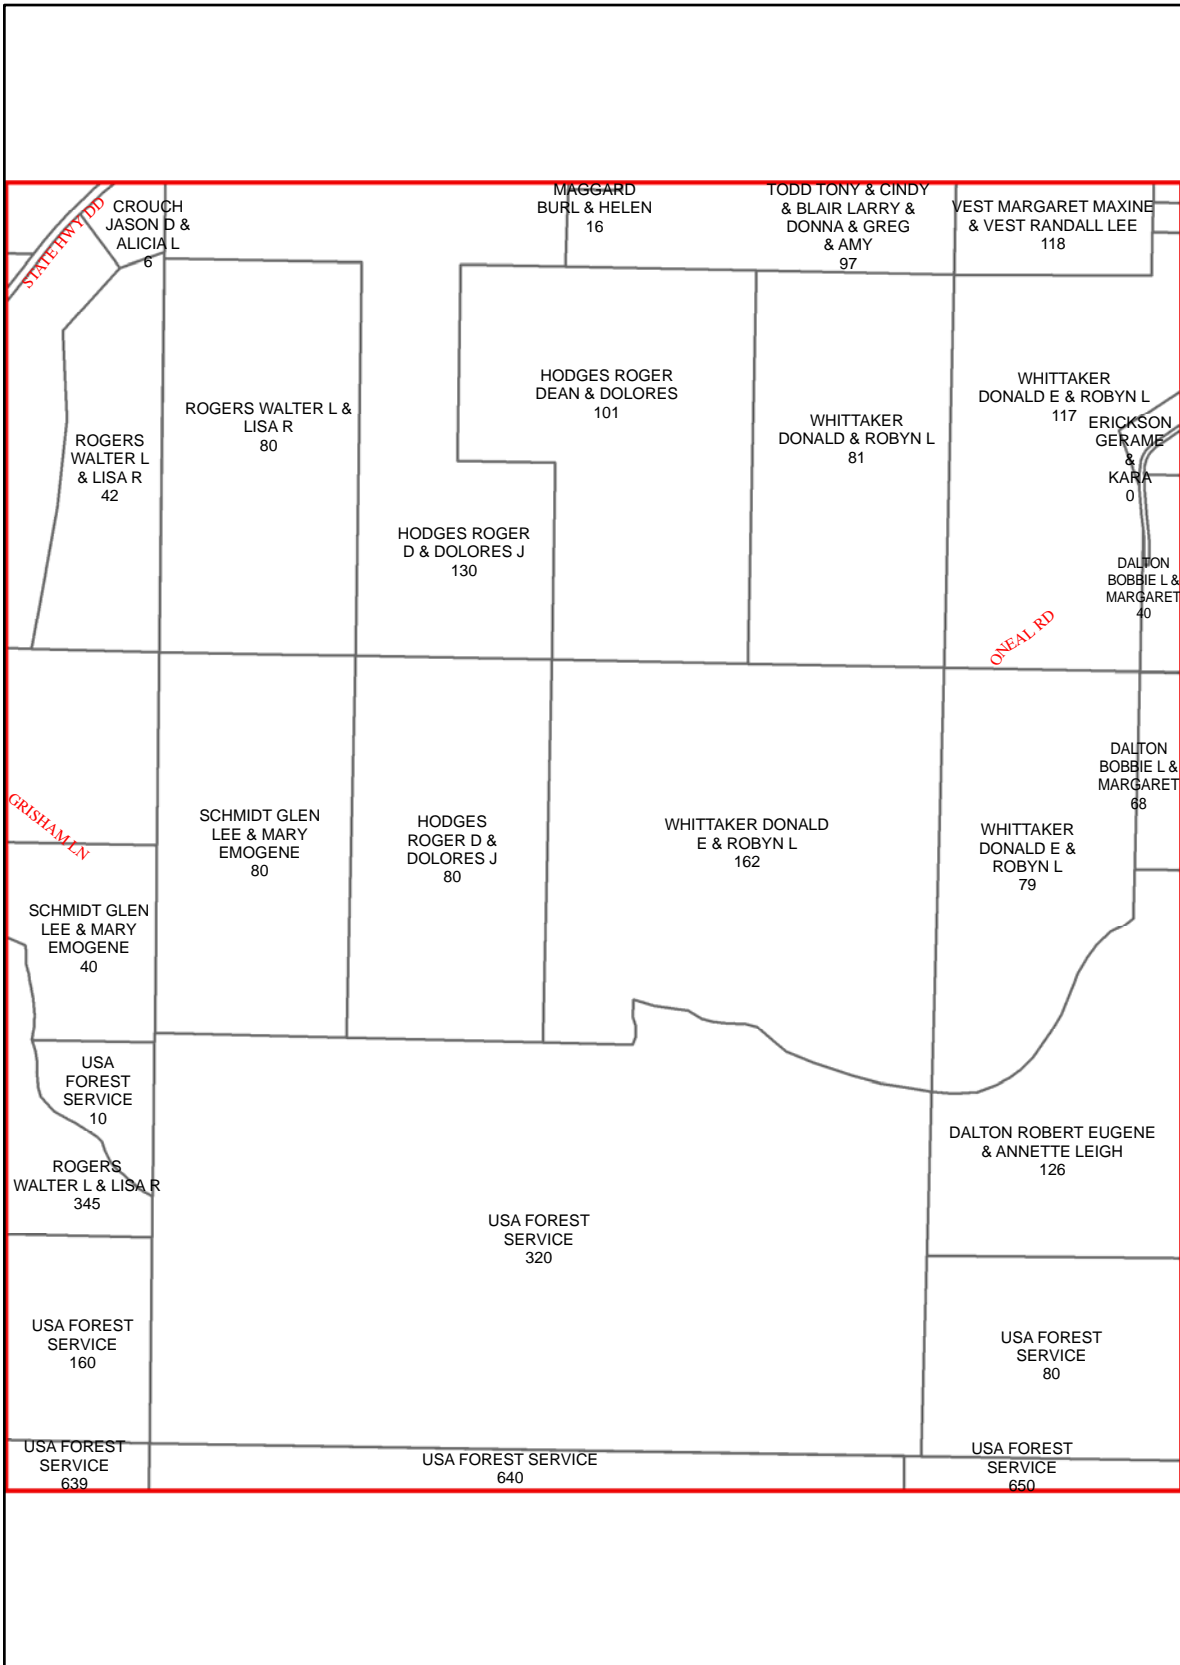 STATE HWY DD
CROUCH
JASON D &
ALICIA L
6
MAGGARD
BURL & HELEN
16
TODD TONY & CINDY
& BLAIR LARRY &
DONNA & GREG
& AMY
97
VEST MARGARET MAXINE
& VEST RANDALL LEE
118
ROGERS
WALTER L
& LISA R
42
ROGERS WALTER L &
LISA R
80
HODGES ROGER
DEAN & DOLORES
101
HODGES ROGER
D & DOLORES J
130
WHITTAKER
DONALD & ROBYN L
81
WHITTAKER
DONALD E & ROBYN L
117
ERICKSON
GERAME
&
KARA
0
DALTON
BOBBIE L &
MARGARET
40
ONEAL RD
GRISHAM LN
SCHMIDT GLEN
LEE & MARY
EMOGENE
80
HODGES
ROGER D &
DOLORES J
80
WHITTAKER DONALD
E & ROBYN L
162
WHITTAKER
DONALD E &
ROBYN L
79
DALTON
BOBBIE L &
MARGARET
68
SCHMIDT GLEN
LEE & MARY
EMOGENE
40
USA
FOREST
SERVICE
10
ROGERS
WALTER L & LISA R
345
DALTON ROBERT EUGENE
& ANNETTE LEIGH
126
USA FOREST
SERVICE
320
USA FOREST
SERVICE
160
USA FOREST
SERVICE
80
USA FOREST
SERVICE
639
USA FOREST SERVICE
640
USA FOREST
SERVICE
650